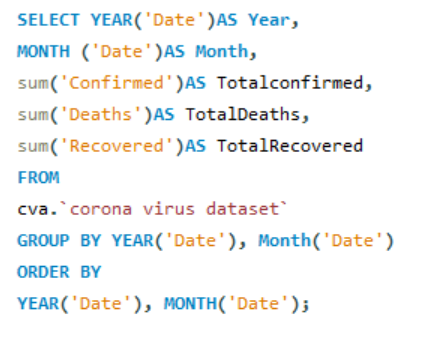 SELECT YEAR('Date')AS Year,
MONTH ('Date')AS Month,
sum('Confirmed')AS Totalconfirmed,
sum('Deaths')AS TotalDeaths,
sum('Recovered')AS TotalRecovered
FROM
cva.`corona virus dataset`
GROUP BY YEAR('Date'), Month('Date')
ORDER BY
YEAR('Date'), MONTH('Date');